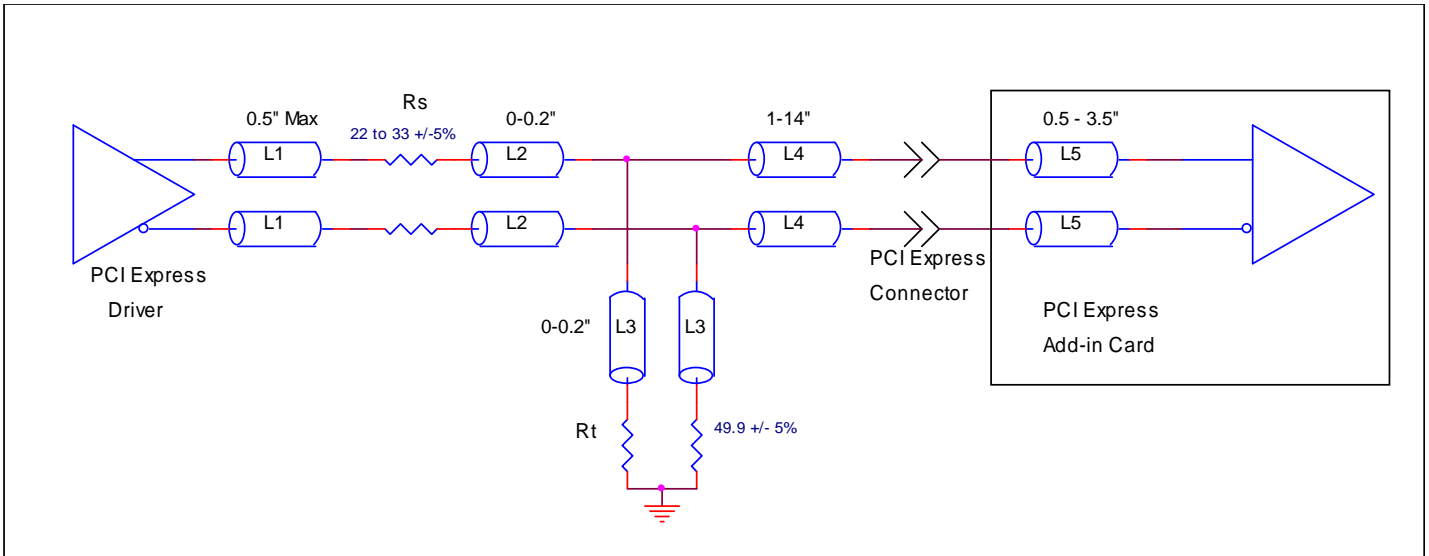 Rs
0.5" Max
22 to 33 +/-5%
0-0.2"
1-14"
0.5 - 3.5"
L1
L2
L4
L5
L1
L2
L4
L5
PCI Express
Driver
PCI Express
Connector
PCI Express
Add-in Card
0-0.2"
L3
L3
Rt
49.9 +/- 5%